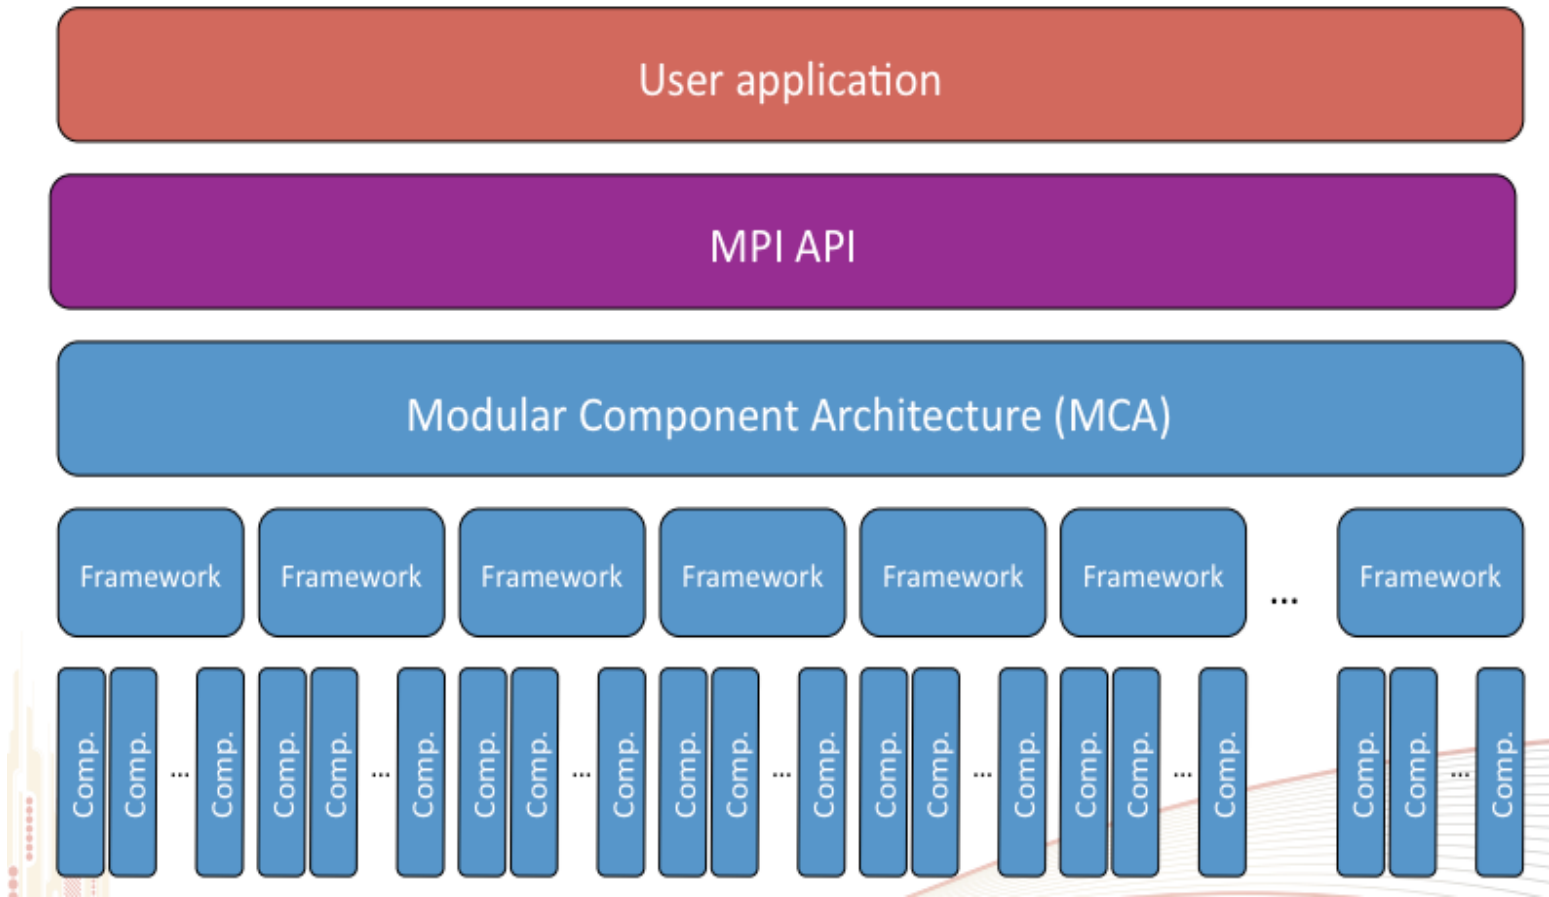 User application
MPI API
Modular Component Architecture (MCA)
Framework Framework Framework Framework Framework Framework ... Framework
Comp. Comp. ... Comp. Comp. Comp. ... Comp. Comp. Comp. ... Comp. Comp. Comp. ... Comp. Comp. Comp. ... Comp. Comp. Comp. ... Comp. Comp. Comp. ... Comp.